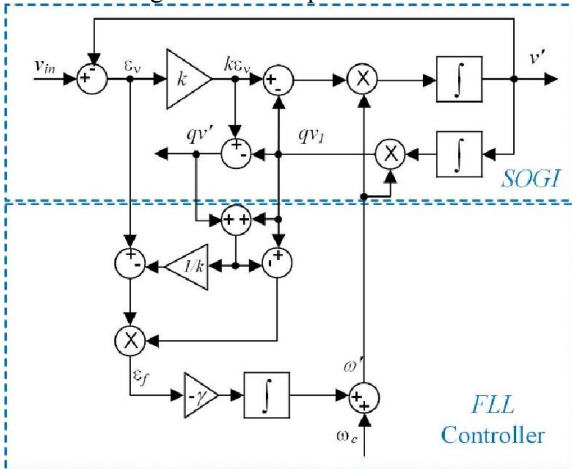 v_in
ε_v
k
kε_v
∫
v'
qv'
qv_1
∫
SOGI
1/k
ω'
ε_f
-γ
∫
FLL
Controller
ω_c